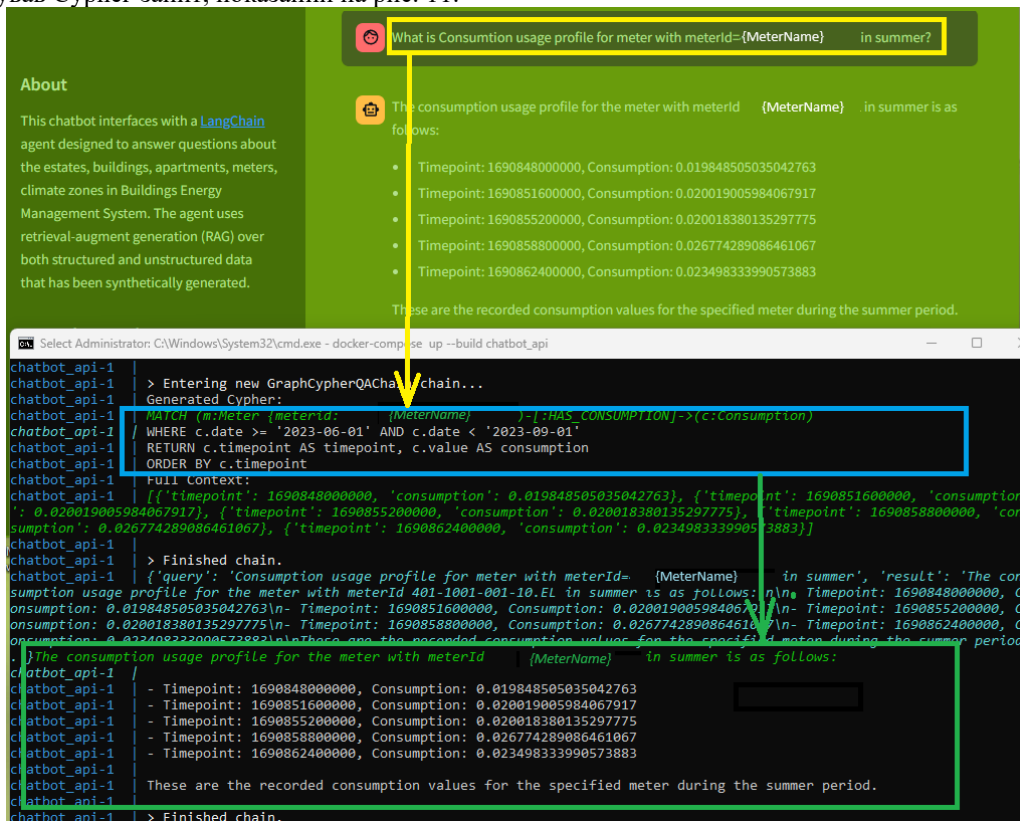 ував Cypher запит, показаний на рис. 11.
What is Consumtion usage profile for meter with meterId={MeterName} in summer?
About
This chatbot interfaces with a LangChain
agent designed to answer questions about
the estates, buildings, apartments, meters,
climate zones in Buildings Energy
Management System. The agent uses
retrieval-augment generation (RAG) over
both structured and unstructured data
that has been synthetically generated.
The consumption usage profile for the meter with meterId {MeterName} in summer is as
follows:
• Timepoint: 1690848000000, Consumption: 0.019848505035042763
• Timepoint: 1690851600000, Consumption: 0.020019005984067917
• Timepoint: 1690855200000, Consumption: 0.020018380135297775
• Timepoint: 1690858800000, Consumption: 0.026774289086461067
• Timepoint: 1690862400000, Consumption: 0.023498333990573883
These are the recorded consumption values for the specified meter during the summer period.
Select Administrator: C:\Windows\System32\cmd.exe - docker-compose up --build chatbot_api
chatbot_api-1 |
chatbot_api-1 | > Entering new GraphCypherQAChain chain...
chatbot_api-1 | Generated Cypher:
chatbot_api-1 | MATCH (m:Meter {meterid: {MeterName} )-[:HAS_CONSUMPTION]->(c:Consumption)
chatbot_api-1 | WHERE c.date >= '2023-06-01' AND c.date < '2023-09-01'
chatbot_api-1 | RETURN c.timepoint AS timepoint, c.value AS consumption
chatbot_api-1 | ORDER BY c.timepoint
chatbot_api-1 | Full Context:
chatbot_api-1 | [{'timepoint': 1690848000000, 'consumption': 0.019848505035042763}, {'timepoint': 1690851600000, 'consumption
': 0.020019005984067917}, {'timepoint': 1690855200000, 'consumption': 0.020018380135297775}, {'timepoint': 1690858800000, 'con
sumption': 0.026774289086461067}, {'timepoint': 1690862400000, 'consumption': 0.023498333990573883}]
chatbot_api-1 |
chatbot_api-1 | > Finished chain.
chatbot_api-1 | {'query': 'Consumption usage profile for meter with meterId= {MeterName} in summer', 'result': 'The con
sumption usage profile for the meter with meterId 401-1001-001-10.EL in summer is as follows:\n\n- Timepoint: 1690848000000, C
onsumption: 0.019848505035042763\n- Timepoint: 1690851600000, Consumption: 0.020019005984067917\n- Timepoint: 1690855200000, C
onsumption: 0.020018380135297775\n- Timepoint: 1690858800000, Consumption: 0.026774289086461067\n- Timepoint: 1690862400000, C
onsumption: 0.023498333990573883\n\nThese are the recorded consumption values for the specified meter during the summer period
.'}The consumption usage profile for the meter with meterId {MeterName} in summer is as follows:
chatbot_api-1 |
chatbot_api-1 | - Timepoint: 1690848000000, Consumption: 0.019848505035042763
chatbot_api-1 | - Timepoint: 1690851600000, Consumption: 0.020019005984067917
chatbot_api-1 | - Timepoint: 1690855200000, Consumption: 0.020018380135297775
chatbot_api-1 | - Timepoint: 1690858800000, Consumption: 0.026774289086461067
chatbot_api-1 | - Timepoint: 1690862400000, Consumption: 0.023498333990573883
chatbot_api-1 |
chatbot_api-1 | These are the recorded consumption values for the specified meter during the summer period.
chatbot_api-1 |
chatbot_api-1 | > Finished chain.